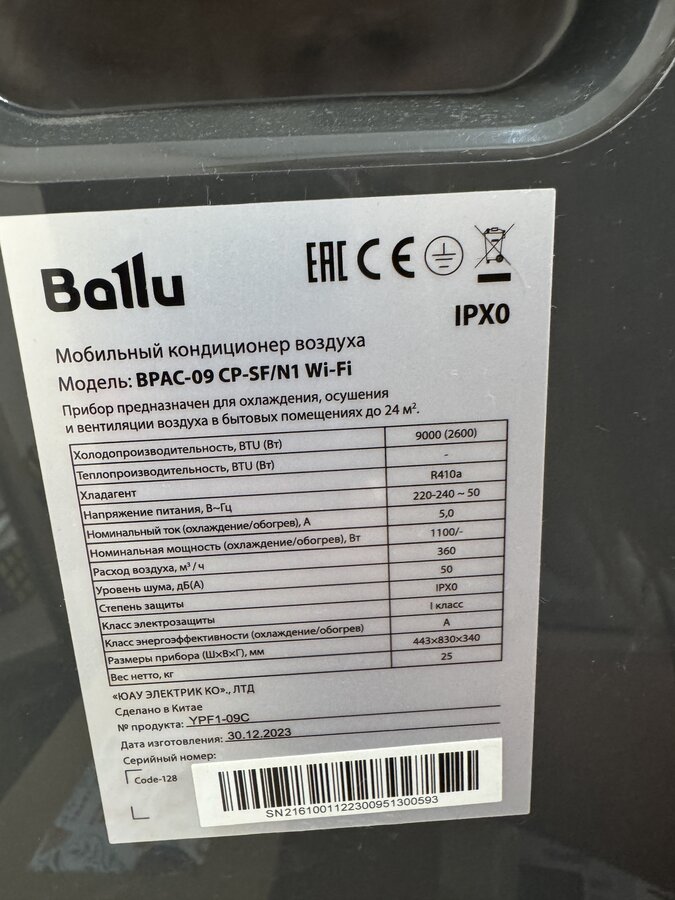 Ballu
EAC CE
IPX0
Мобильный кондиционер воздуха
Модель: BPAC-09 CP-SF/N1 Wi-Fi
Прибор предназначен для охлаждения, осушения
и вентиляции воздуха в бытовых помещениях до 24 м².
Холодопроизводительность, BTU (Вт) 9000 (2600)
Теплопроизводительность, BTU (Вт) -
Хладагент R410a
Напряжение питания, В~Гц 220-240 ~ 50
Номинальный ток (охлаждение/обогрев), А 5,0
Номинальная мощность (охлаждение/обогрев), Вт 1100/-
Расход воздуха, м³/ч 360
Уровень шума, дБ(А) 50
Степень защиты IPX0
Класс электрозащиты I класс
Класс энергоэффективности (охлаждение/обогрев) A
Размеры прибора (Ш×В×Г), мм 443×830×340
Вес нетто, кг 25
«ЮАУ ЭЛЕКТРИК КО»., ЛТД
Сделано в Китае
№ продукта: YPF1-09C
Дата изготовления: 30.12.2023
Серийный номер:
Code-128
SN2161001122300951300593